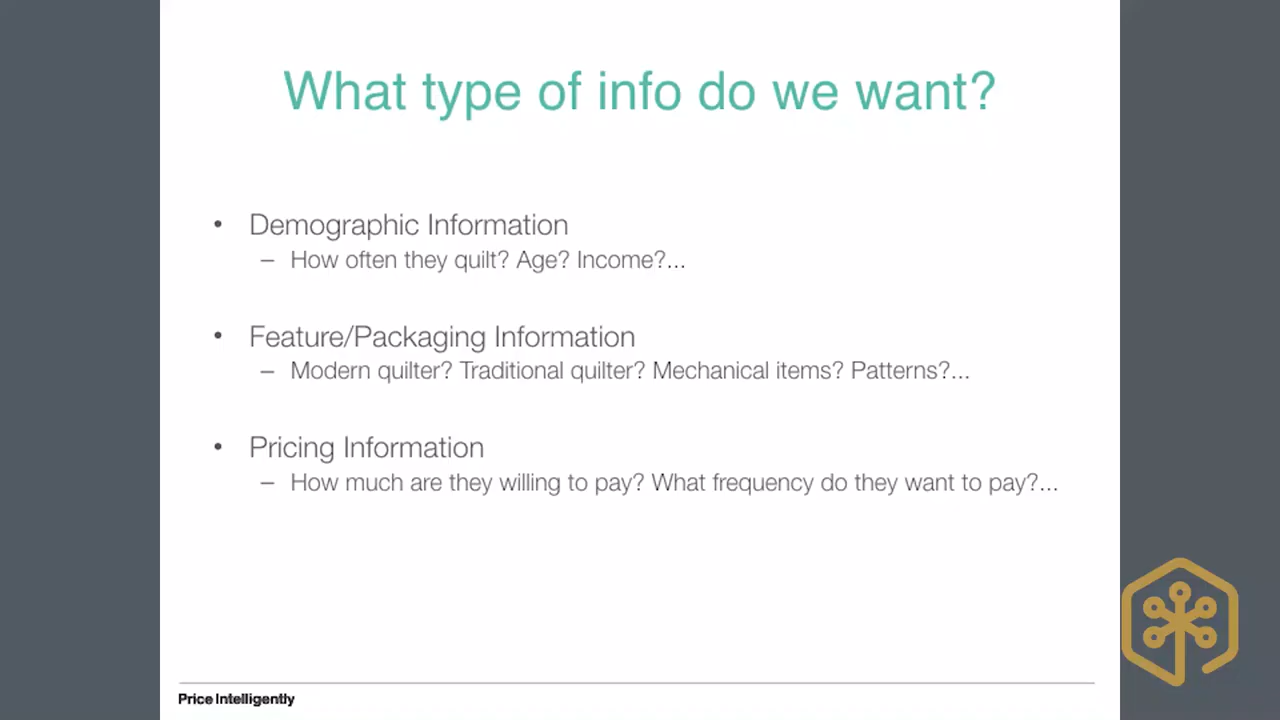 What type of info do we want?
• Demographic Information
– How often they quilt? Age? Income?...
• Feature/Packaging Information
– Modern quilter? Traditional quilter? Mechanical items? Patterns?...
• Pricing Information
– How much are they willing to pay? What frequency do they want to pay?...
Price Intelligently